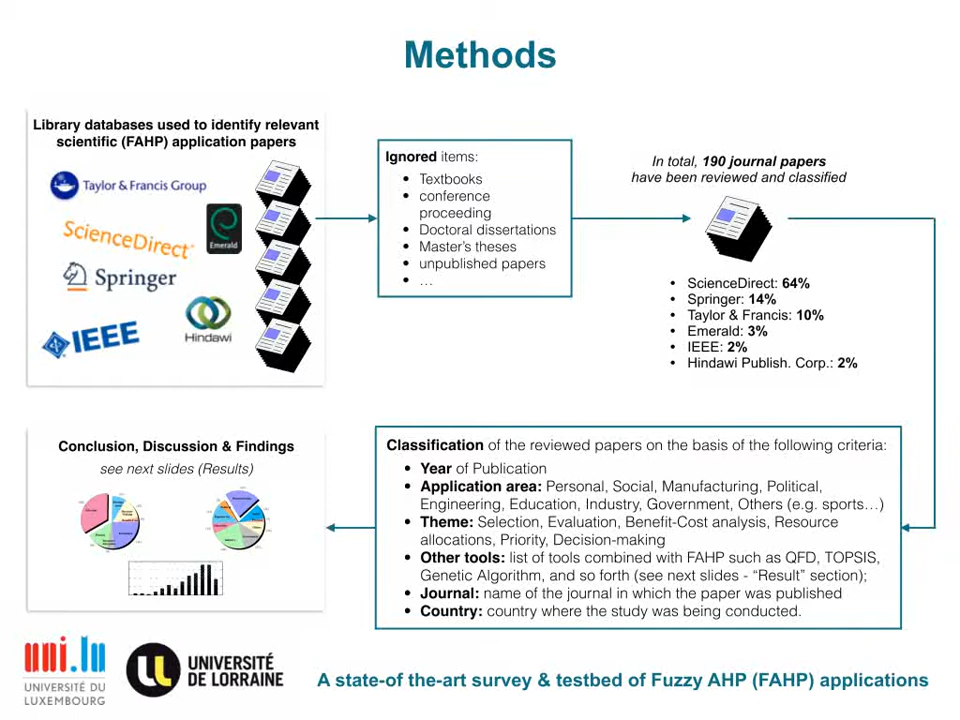 Methods
Library databases used to identify relevant
scientific (FAHP) application papers
Taylor & Francis Group
ScienceDirect
Emerald
Springer
Hindawi
IEEE
Ignored items:
• Textbooks
• conference
proceeding
• Doctoral dissertations
• Master's theses
• unpublished papers
• …
In total, 190 journal papers
have been reviewed and classified
• ScienceDirect: 64%
• Springer: 14%
• Taylor & Francis: 10%
• Emerald: 3%
• IEEE: 2%
• Hindawi Publish. Corp.: 2%
Conclusion, Discussion & Findings
see next slides (Results)
Classification of the reviewed papers on the basis of the following criteria:
• Year of Publication
• Application area: Personal, Social, Manufacturing, Political,
Engineering, Education, Industry, Government, Others (e.g. sports…)
• Theme: Selection, Evaluation, Benefit-Cost analysis, Resource
allocations, Priority, Decision-making
• Other tools: list of tools combined with FAHP such as QFD, TOPSIS,
Genetic Algorithm, and so forth (see next slides - “Result” section);
• Journal: name of the journal in which the paper was published
• Country: country where the study was being conducted.
uni.lu
UNIVERSITÉ DU
LUXEMBOURG
UNIVERSITÉ
DE LORRAINE
A state-of the-art survey & testbed of Fuzzy AHP (FAHP) applications